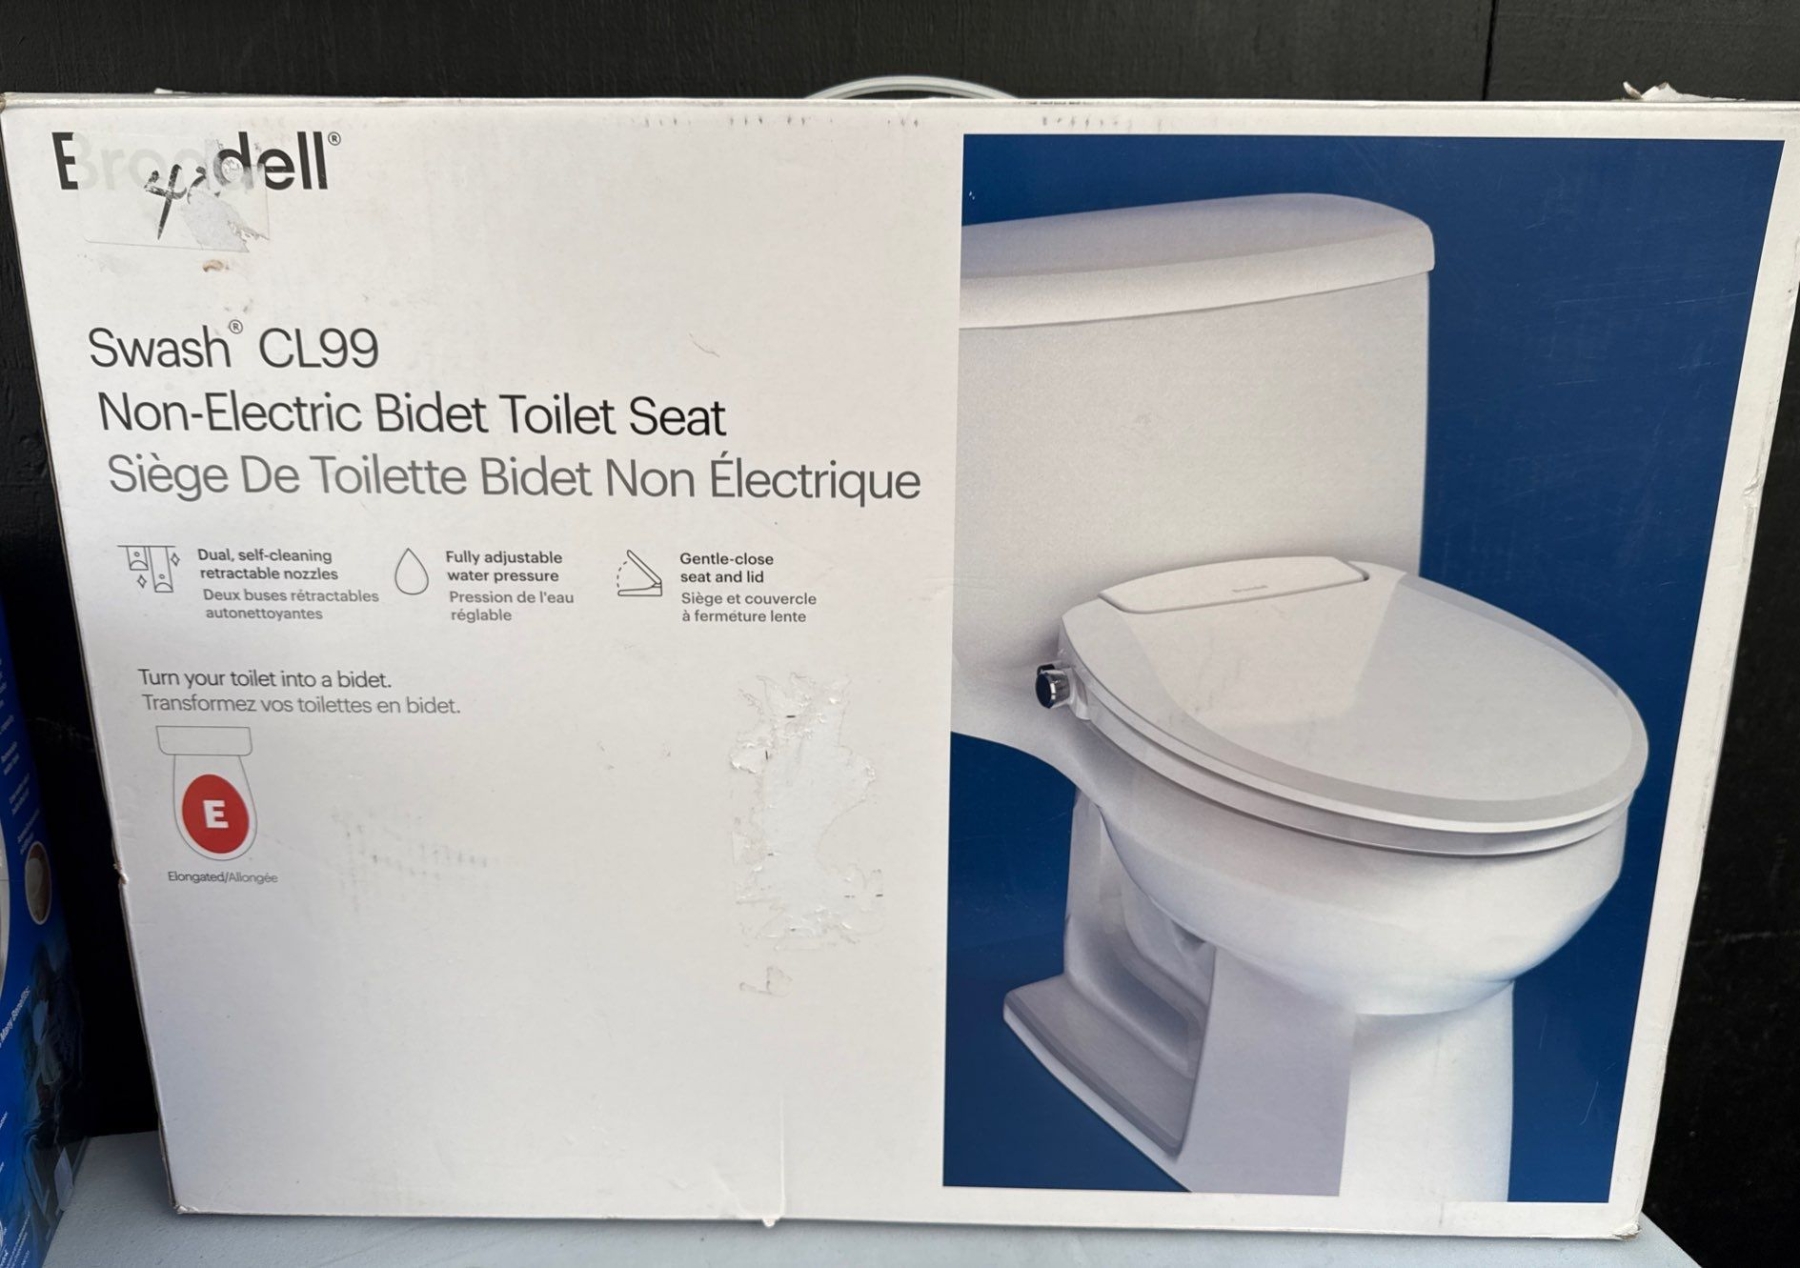 Brondell®
Swash® CL99
Non-Electric Bidet Toilet Seat
Siège De Toilette Bidet Non Électrique
Dual, self-cleaning
retractable nozzles
Deux buses rétractables
autonettoyantes
Fully adjustable
water pressure
Pression de l'eau
réglable
Gentle-close
seat and lid
Siège et couvercle
à fermeture lente
Turn your toilet into a bidet.
Transformez vos toilettes en bidet.
E
Elongated/Allongée